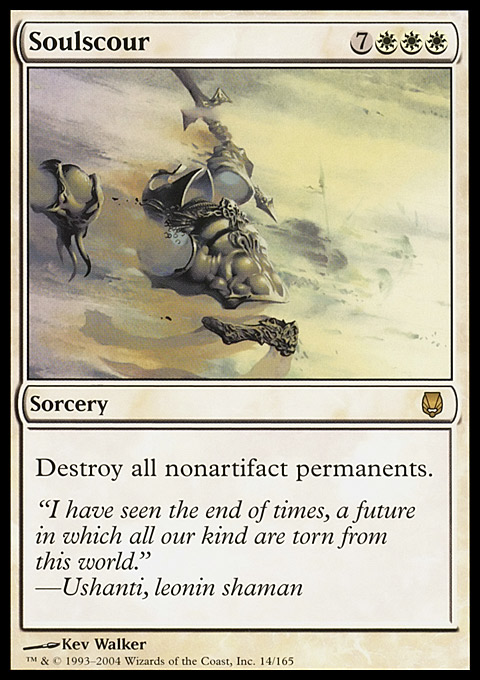 Soulscour 7
Sorcery
Destroy all nonartifact permanents.
“I have seen the end of times, a future
in which all our kind are torn from
this world.”
—Ushanti, leonin shaman
Kev Walker
™ & © 1993–2004 Wizards of the Coast, Inc. 14/165